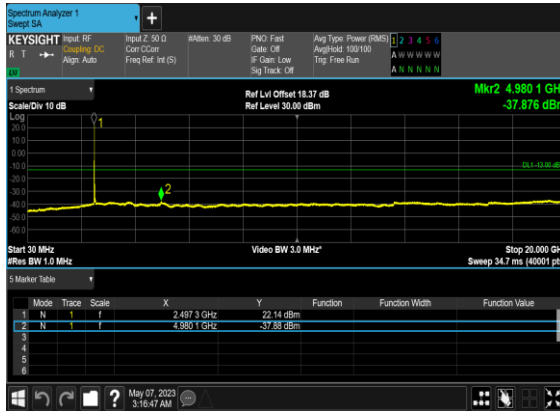 Spectrum Analyzer 1
Swept SA
KEYSIGHT Input: RF Input Z: 50 Ω #Atten: 30 dB PNO: Fast Avg Type: Power (RMS) 1 2 3 4 5 6
R T Coupling: DC Corr CCorr Gate: Off Avg|Hold: 100/100 A W W W W W
Align: Auto Freq Ref: Int (S) IF Gain: Low Trig: Free Run
LXI Sig Track: Off A N N N N N
1 Spectrum Ref Lvl Offset 18.37 dB Mkr2 4.980 1 GHz
Scale/Div 10 dB Ref Level 30.00 dBm -37.876 dBm
Log
20.0 1
10.0
0.00
-10.0 DL1 -13.00 dB
-20.0
-30.0 2
-40.0
-50.0
-60.0
Start 30 MHz Video BW 3.0 MHz* Stop 20.000 GH
#Res BW 1.0 MHz Sweep 34.7 ms (40001 pt
5 Marker Table
Mode Trace Scale X Y Function Function Width Function Value
1 N 1 f 2.497 3 GHz 22.14 dBm
2 N 1 f 4.980 1 GHz -37.88 dBm
3
4
5
6
? May 07, 2023
3:16:47 AM